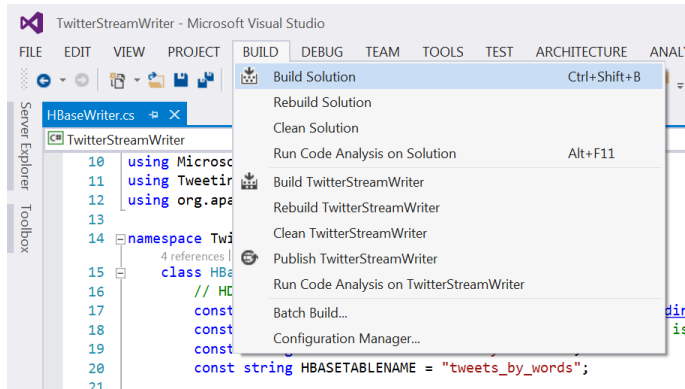 TwitterStreamWriter - Microsoft Visual Studio
FILE EDIT VIEW PROJECT BUILD DEBUG TEAM TOOLS TEST ARCHITECTURE
Build Solution Ctrl+Shift+B
Rebuild Solution
Clean Solution
Run Code Analysis on Solution Alt+F11
Build TwitterStreamWriter
Rebuild TwitterStreamWriter
Clean TwitterStreamWriter
Publish TwitterStreamWriter
Run Code Analysis on TwitterStreamWriter
Batch Build...
Configuration Manager...
Server Explorer
Toolbox
HBaseWriter.cs
C# TwitterStreamWriter
10 using Microso
11 using Tweetin
12 using org.apa
13
14 namespace Twi
4 references
15 class HBa
16 // HD
17 const
18 const is
19 const
20 const string HBASETABLENAME = "tweets_by_words";
21